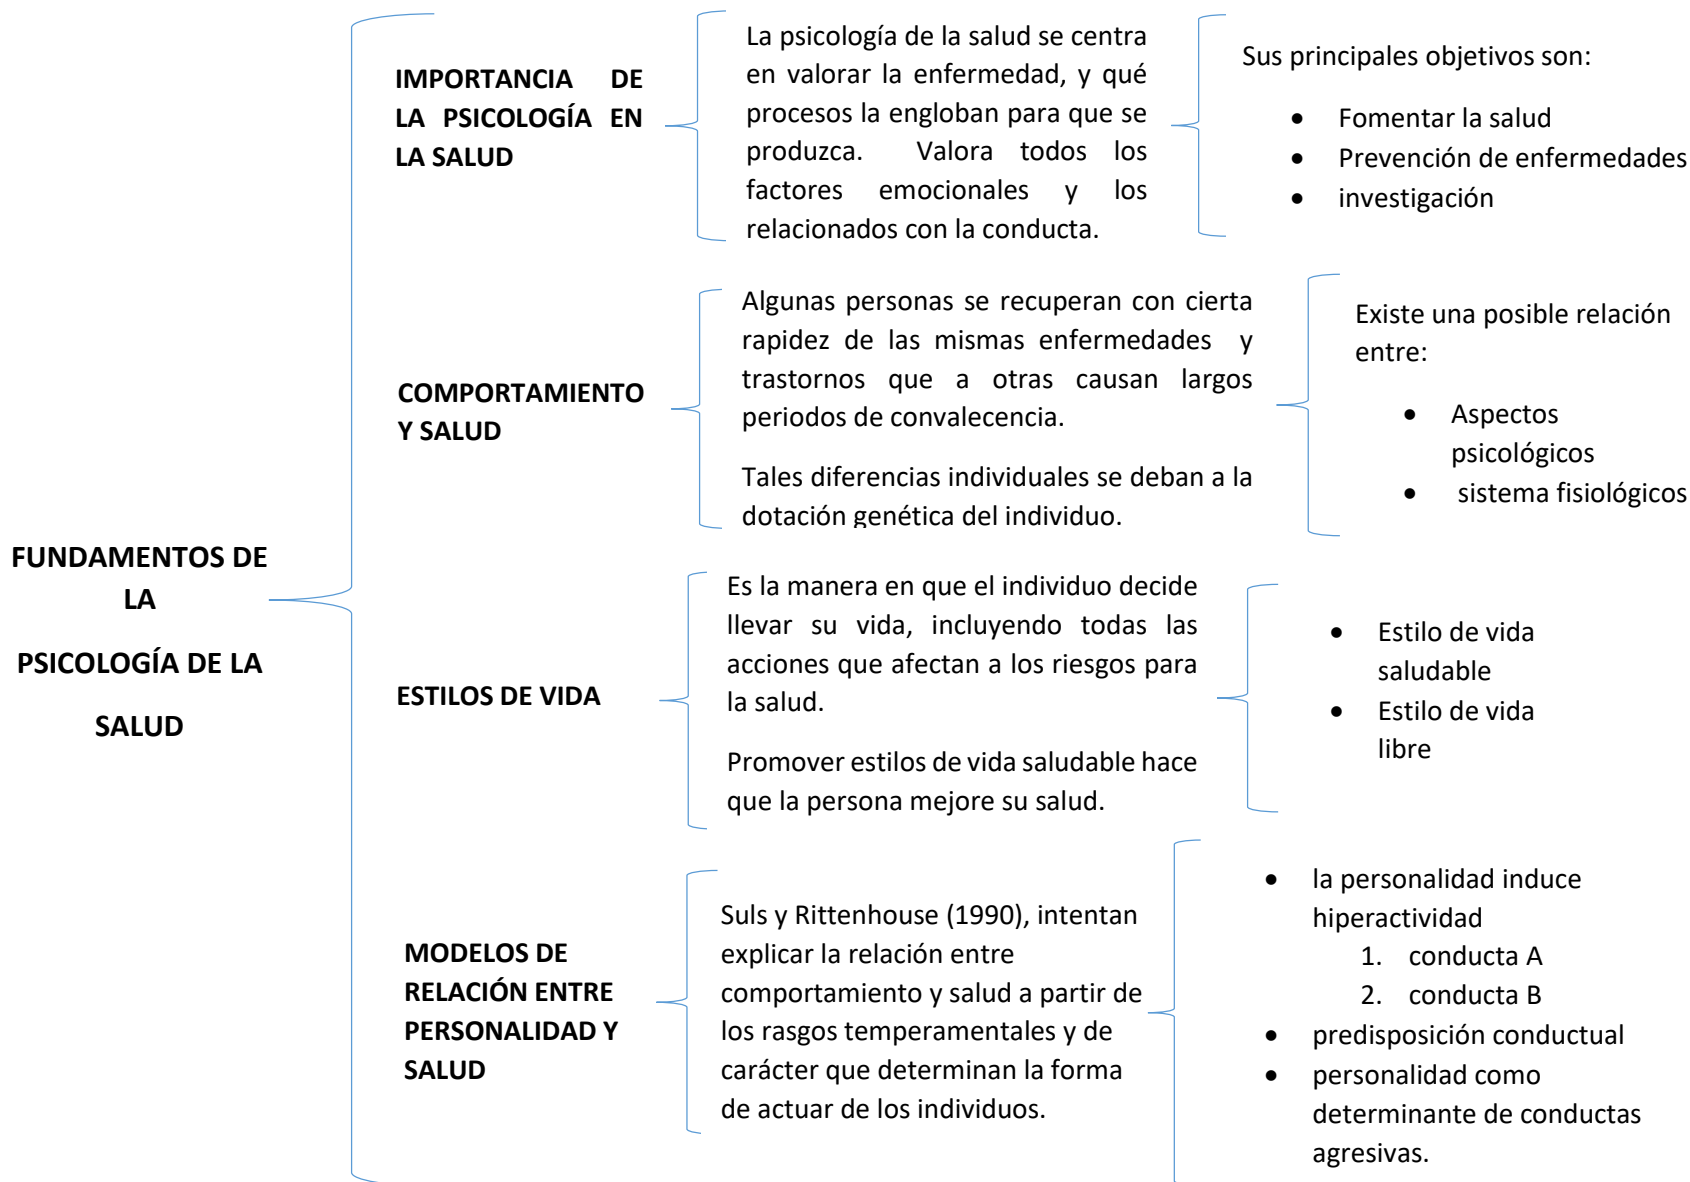 FUNDAMENTOS DE
LA
PSICOLOGÍA DE LA
SALUD
IMPORTANCIA DE
LA PSICOLOGÍA EN
LA SALUD
La psicología de la salud se centra
en valorar la enfermedad, y qué
procesos la engloban para que se
produzca. Valora todos los
factores emocionales y los
relacionados con la conducta.
Sus principales objetivos son:
• Fomentar la salud
• Prevención de enfermedades
• investigación
COMPORTAMIENTO
Y SALUD
Algunas personas se recuperan con cierta
rapidez de las mismas enfermedades y
trastornos que a otras causan largos
periodos de convalecencia.
Tales diferencias individuales se deban a la
dotación genética del individuo.
Existe una posible relación
entre:
• Aspectos
psicológicos
• sistema fisiológicos
ESTILOS DE VIDA
Es la manera en que el individuo decide
llevar su vida, incluyendo todas las
acciones que afectan a los riesgos para
la salud.
Promover estilos de vida saludable hace
que la persona mejore su salud.
• Estilo de vida
saludable
• Estilo de vida
libre
MODELOS DE
RELACIÓN ENTRE
PERSONALIDAD Y
SALUD
Suls y Rittenhouse (1990), intentan
explicar la relación entre
comportamiento y salud a partir de
los rasgos temperamentales y de
carácter que determinan la forma
de actuar de los individuos.
• la personalidad induce
hiperactividad
1. conducta A
2. conducta B
• predisposición conductual
• personalidad como
determinante de conductas
agresivas.